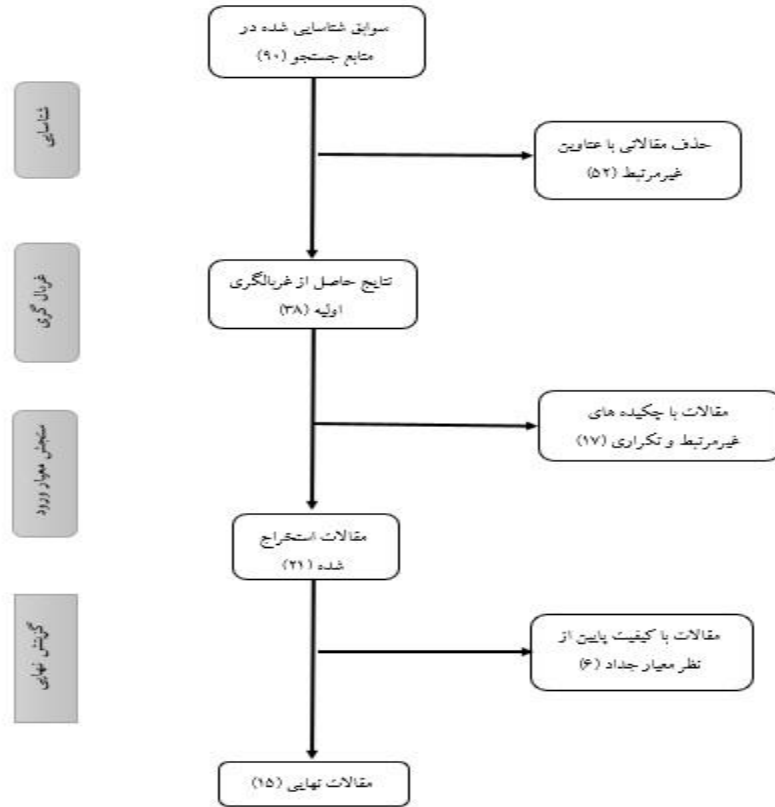 سوابق شناسایی شده در
منابع جستجو (۹۰)
شناسایی
حذف مقالاتی با عناوین
غیرمرتبط (۵۲)
غربال گری
نتایج حاصل از غربالگری
اولیه (۳۸)
مقالات با چکیده های
غیرمرتبط و تکراری (۱۷)
سنجش معیار ورود
مقالات استخراج
شده (۲۱)
گزینش نهایی
مقالات با کیفیت پایین از
نظر معیار جداد (۶)
مقالات نهایی (۱۵)